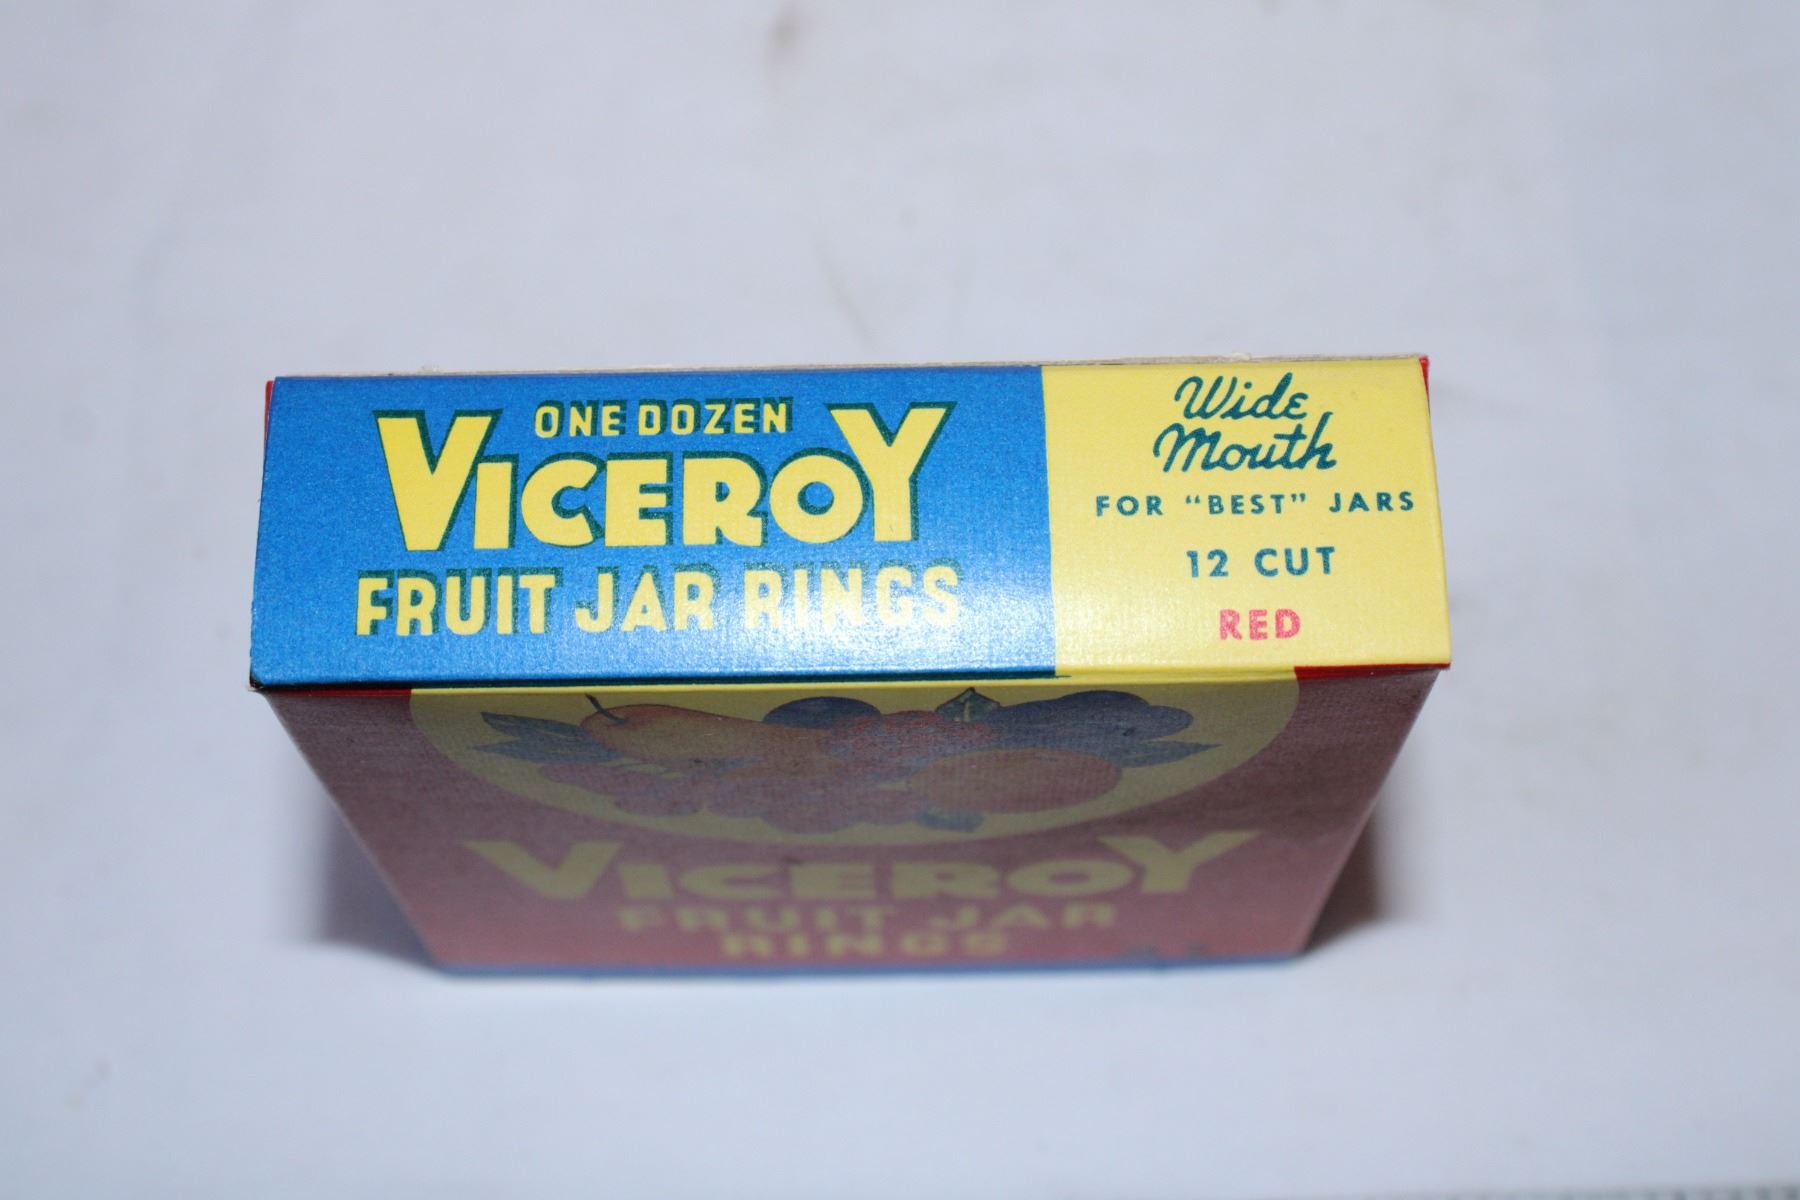 ONE DOZEN
VICEROY
FRUIT JAR RINGS
Wide
Mouth
FOR "BEST" JARS
12 CUT
RED
VICEROY
FRUIT JAR
RINGS